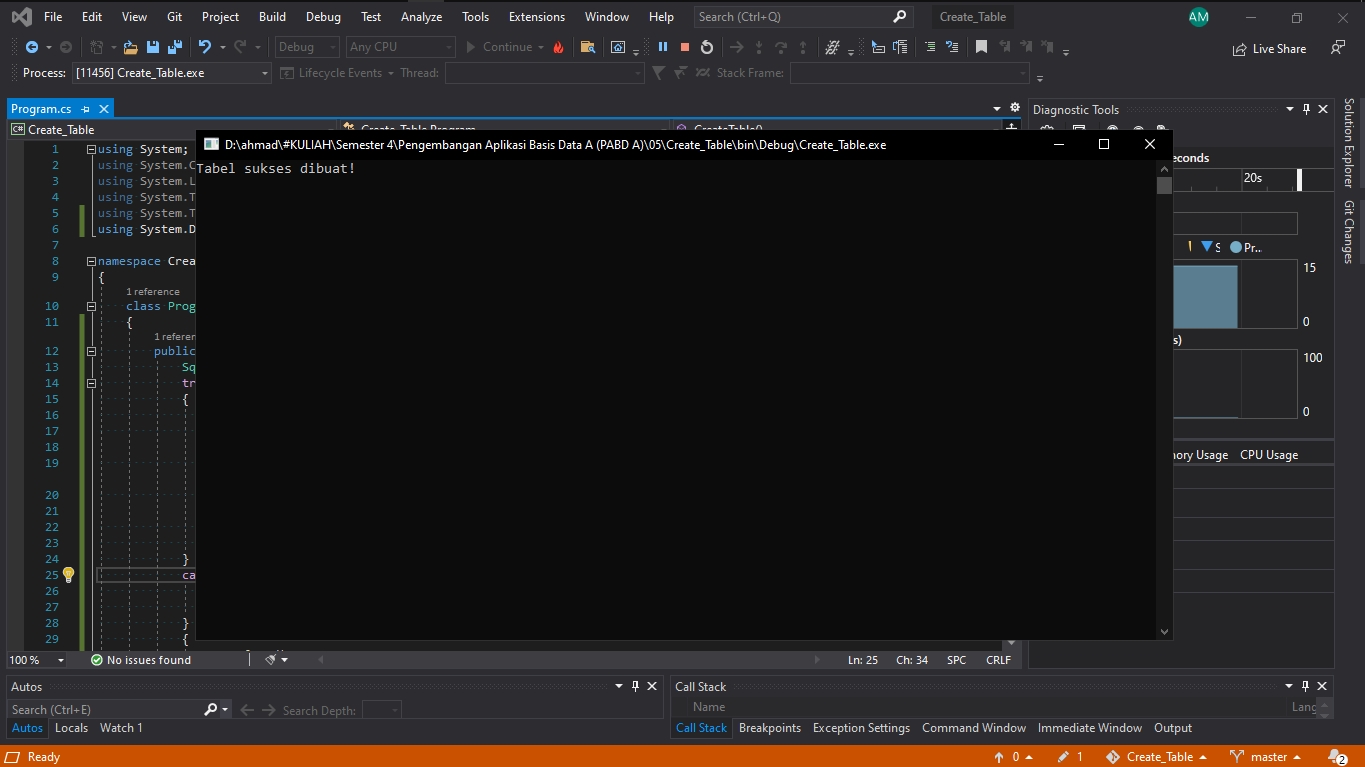 File Edit View Git Project Build Debug Test Analyze Tools Extensions Window Help Search (Ctrl+Q) Create_Table AM
Debug Any CPU Continue Live Share
Process: [11456] Create_Table.exe Lifecycle Events Thread: Stack Frame:
Program.cs
Diagnostic Tools
C# Create_Table Create_Table.Program CreateTable()
D:\ahmad\#KULIAH\Semester 4\Pengembangan Aplikasi Basis Data A (PABD A)\05\Create_Table\bin\Debug\Create_Table.exe
Tabel sukses dibuat!
1 using System;
2 using System.C
3 using System.L
4 using System.T
5 using System.T
6 using System.D
7
8 namespace Crea
9 {
1 reference
10 class Prog
11 {
1 referen
12 public
13 Sq
14 tr
15 {
16
17
18
19
20
21
22
23
24 }
25 ca
26
27
28 }
29 {
econds
20s
S Pr...
15
0
s)
100
0
ory Usage CPU Usage
Solution Explorer
Git Changes
100 % No issues found Ln: 25 Ch: 34 SPC CRLF
Autos
Search (Ctrl+E) Search Depth:
Autos Locals Watch 1
Call Stack
Name Lang
Call Stack Breakpoints Exception Settings Command Window Immediate Window Output
Ready 0 1 Create_Table master 2